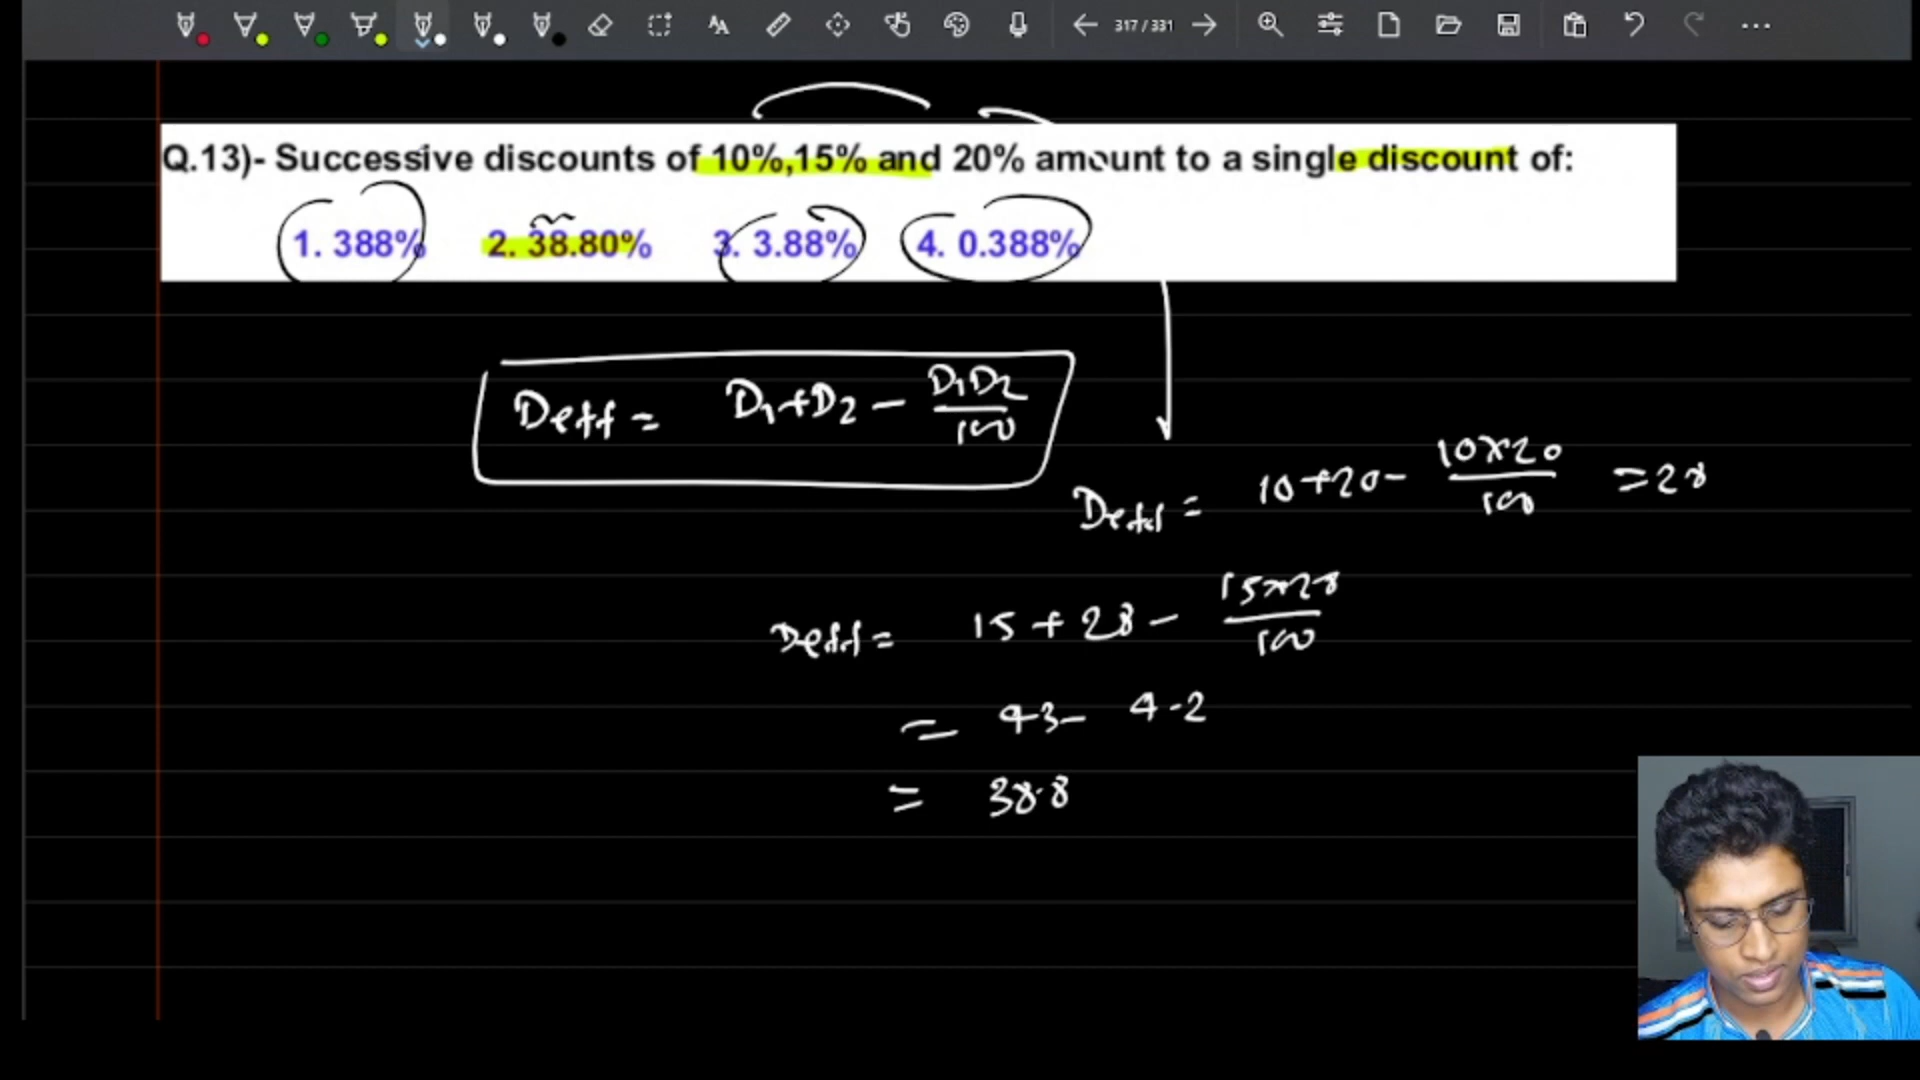 317 / 331
Q.13)- Successive discounts of 10%,15% and 20% amount to a single discount of:
1. 388% 2. 38.80% 3. 3.88% 4. 0.388%
Deff = D1+D2 - D1D2/100
Deff = 10+20- 10×20/100 =28
Deff = 15 + 28 - 15×28/100
= 43- 4.2
= 38.8